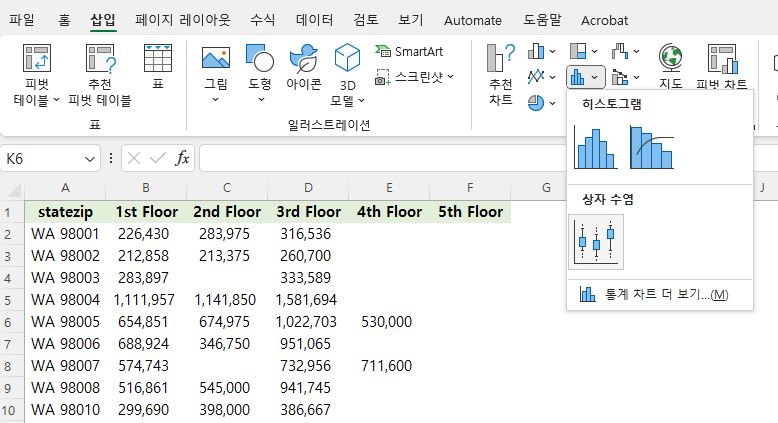 파일 홈 삽입 페이지 레이아웃 수식 데이터 검토 보기 Automate 도움말 Acrobat
피벗 테이블
추천 피벗 테이블
표
표
그림
도형
아이콘
3D 모델
SmartArt
스크린샷
일러스트레이션
추천 차트
지도
피벗 차트
히스토그램
상자 수염
통계 차트 더 보기...(M)
K6 fx
A B C D E F G H J
1 statezip 1st Floor 2nd Floor 3rd Floor 4th Floor 5th Floor
2 WA 98001 226,430 283,975 316,536
3 WA 98002 212,858 213,375 260,700
4 WA 98003 283,897 333,589
5 WA 98004 1,111,957 1,141,850 1,581,694
6 WA 98005 654,851 674,975 1,022,703 530,000
7 WA 98006 688,924 346,750 951,065
8 WA 98007 574,743 732,956 711,600
9 WA 98008 516,861 545,000 941,745
10 WA 98010 299,690 398,000 386,667